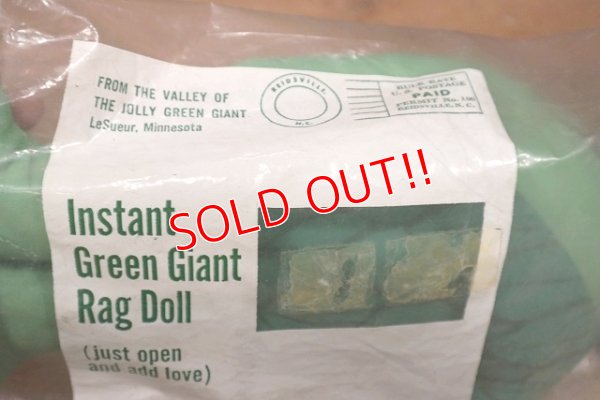 FROM THE VALLEY OF
THE JOLLY GREEN GIANT
LeSueur, Minnesota
REIDSVILLE
N.C.
BULK RATE
U.S. POSTAGE
PAID
PERMIT No. 106
REIDSVILLE, N.C.
SOLD OUT!!
Instant
Green Giant
Rag Doll
(just open
and add love)